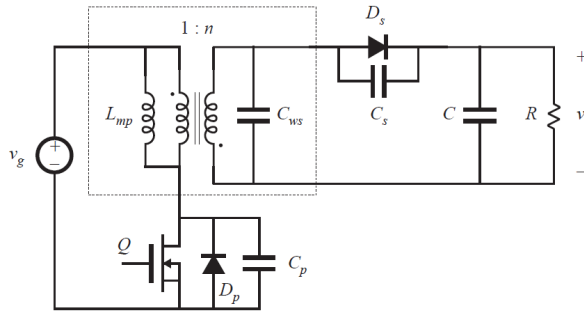 1 : n
D_s
+
L_mp
C_ws
C_s
C
R
v
v_g
+
−
−
Q
D_p
C_p